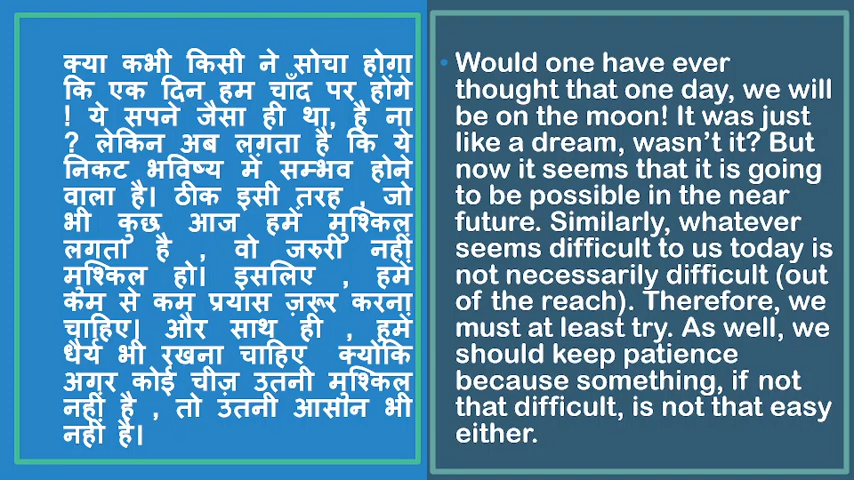 क्या कभी किसी ने सोचा होगा
कि एक दिन हम चाँद पर होंगे
! ये सपने जैसा ही था, है ना
? लेकिन अब लगता है कि ये
निकट भविष्य में सम्भव होने
वाला है। ठीक इसी तरह , जो
भी कुछ आज हमें मुश्किल
लगता है , वो जरुरी नहीं
मुश्किल हो। इसलिए , हमें
कम से कम प्रयास ज़रूर करना
चाहिए। और साथ ही , हमें
धैर्य भी रखना चाहिए क्योंकि
अगर कोई चीज़ उतनी मुश्किल
नहीं है , तो उतनी आसान भी
नहीं है।
• Would one have ever
thought that one day, we will
be on the moon! It was just
like a dream, wasn't it? But
now it seems that it is going
to be possible in the near
future. Similarly, whatever
seems difficult to us today is
not necessarily difficult (out
of the reach). Therefore, we
must at least try. As well, we
should keep patience
because something, if not
that difficult, is not that easy
either.